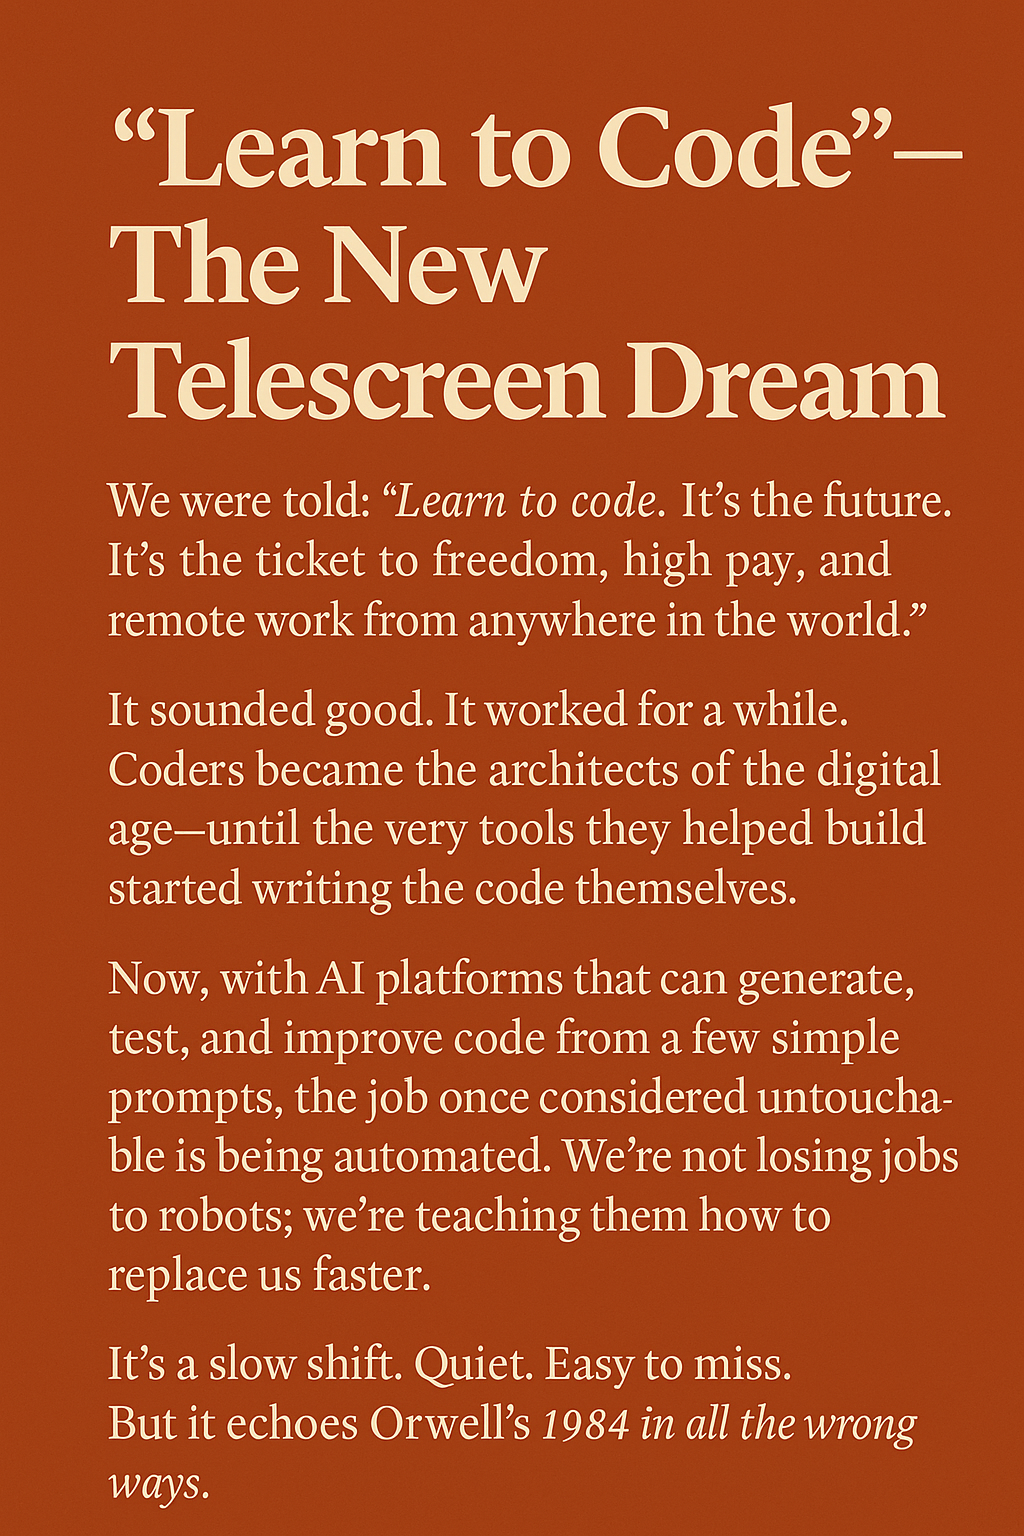 “Learn to Code”—
The New
Telescreen Dream
We were told: “Learn to code. It’s the future.
It’s the ticket to freedom, high pay, and
remote work from anywhere in the world.”
It sounded good. It worked for a while.
Coders became the architects of the digital
age—until the very tools they helped build
started writing the code themselves.
Now, with AI platforms that can generate,
test, and improve code from a few simple
prompts, the job once considered untoucha-
ble is being automated. We’re not losing jobs
to robots; we’re teaching them how to
replace us faster.
It’s a slow shift. Quiet. Easy to miss.
But it echoes Orwell’s 1984 in all the wrong
ways.